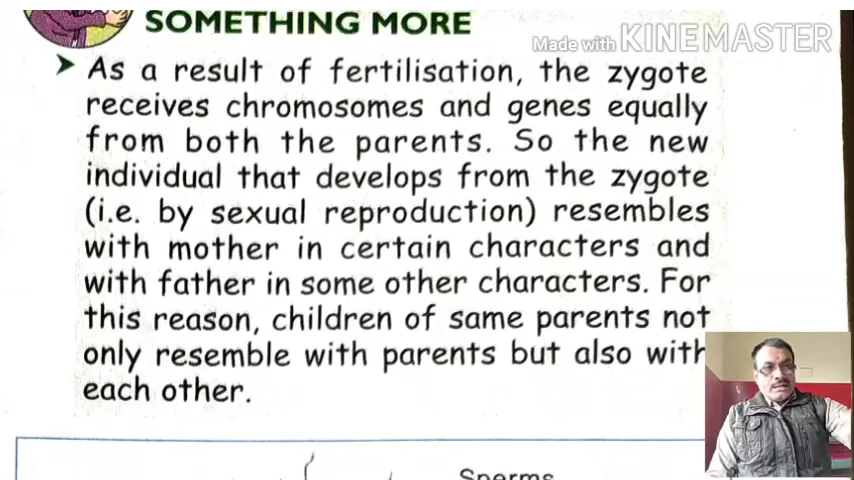 SOMETHING MORE
Made with KINEMASTER
➤ As a result of fertilisation, the zygote
receives chromosomes and genes equally
from both the parents. So the new
individual that develops from the zygote
(i.e. by sexual reproduction) resembles
with mother in certain characters and
with father in some other characters. For
this reason, children of same parents not
only resemble with parents but also with
each other.
Sperms